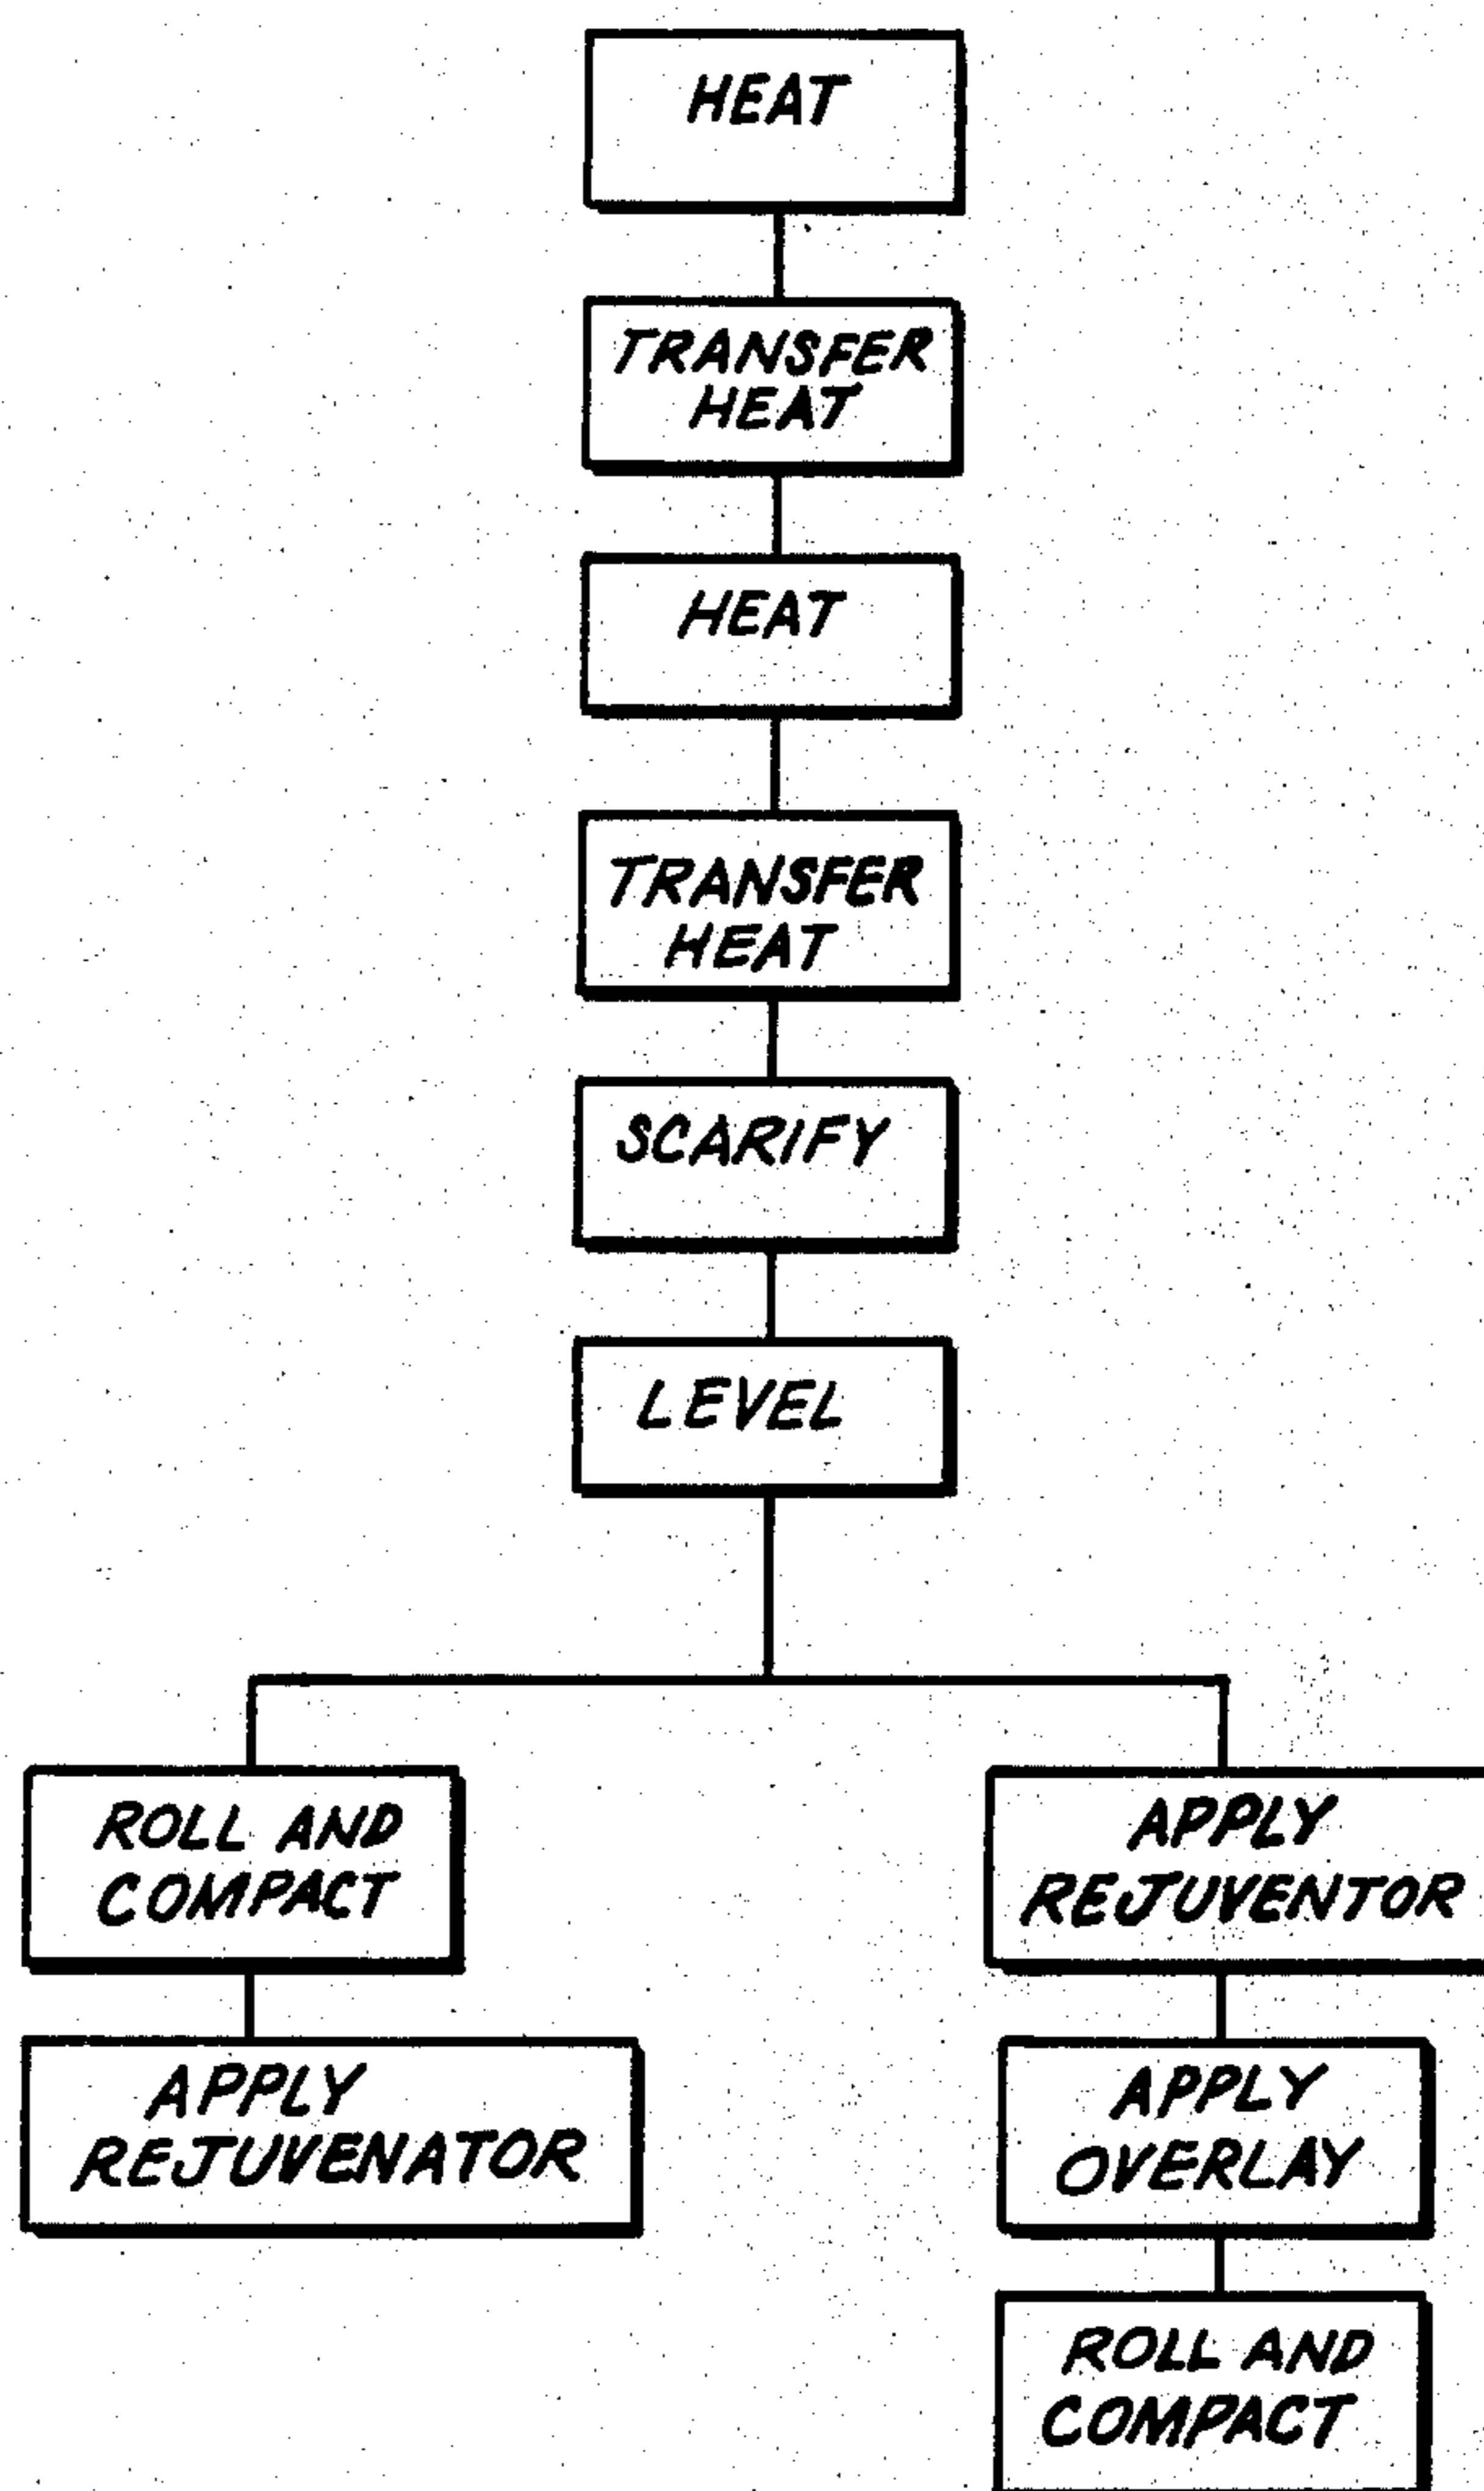 HEAT
TRANSFER
HEAT
HEAT
TRANSFER
HEAT
SCARIFY
LEVEL
ROLL AND
COMPACT
APPLY
REJUVENATOR
APPLY
REJUVENTOR
APPLY
OVERLAY
ROLL AND
COMPACT